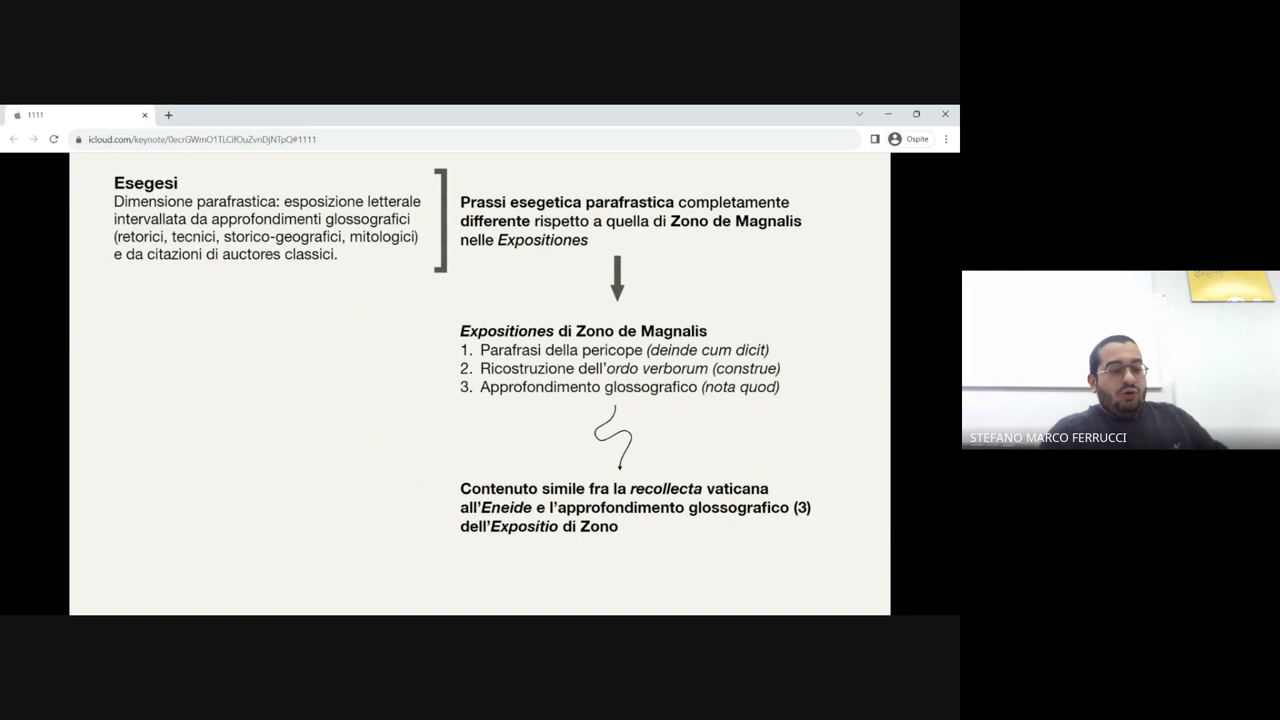 1111
icloud.com/keynote/0ecrGWmO1TLCifOuZvnDjNTpQ#1111
Ospite
Esegesi
Dimensione parafrastica: esposizione letterale
intervallata da approfondimenti glossografici
(retorici, tecnici, storico-geografici, mitologici)
e da citazioni di auctores classici.
Prassi esegetica parafrastica completamente
differente rispetto a quella di Zono de Magnalis
nelle Expositiones
Expositiones di Zono de Magnalis
1. Parafrasi della pericope (deinde cum dicit)
2. Ricostruzione dell'ordo verborum (construe)
3. Approfondimento glossografico (nota quod)
Contenuto simile fra la recollecta vaticana
all'Eneide e l'approfondimento glossografico (3)
dell'Expositio di Zono
STEFANO MARCO FERRUCCI